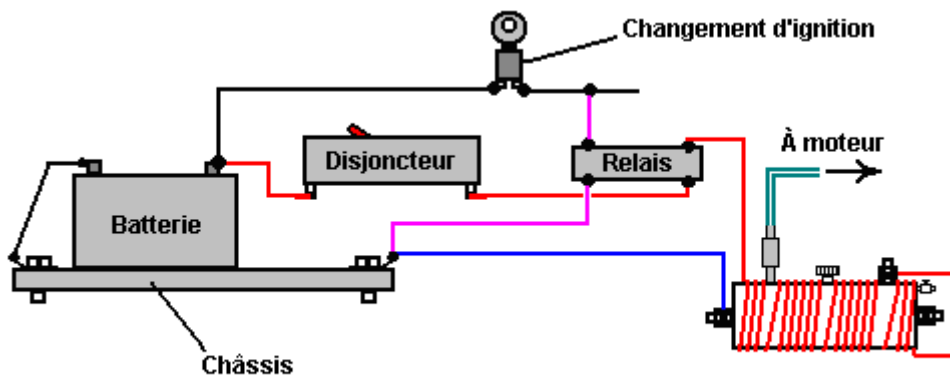 Changement d'ignition
Disjoncteur
Relais
À moteur
Batterie
Châssis